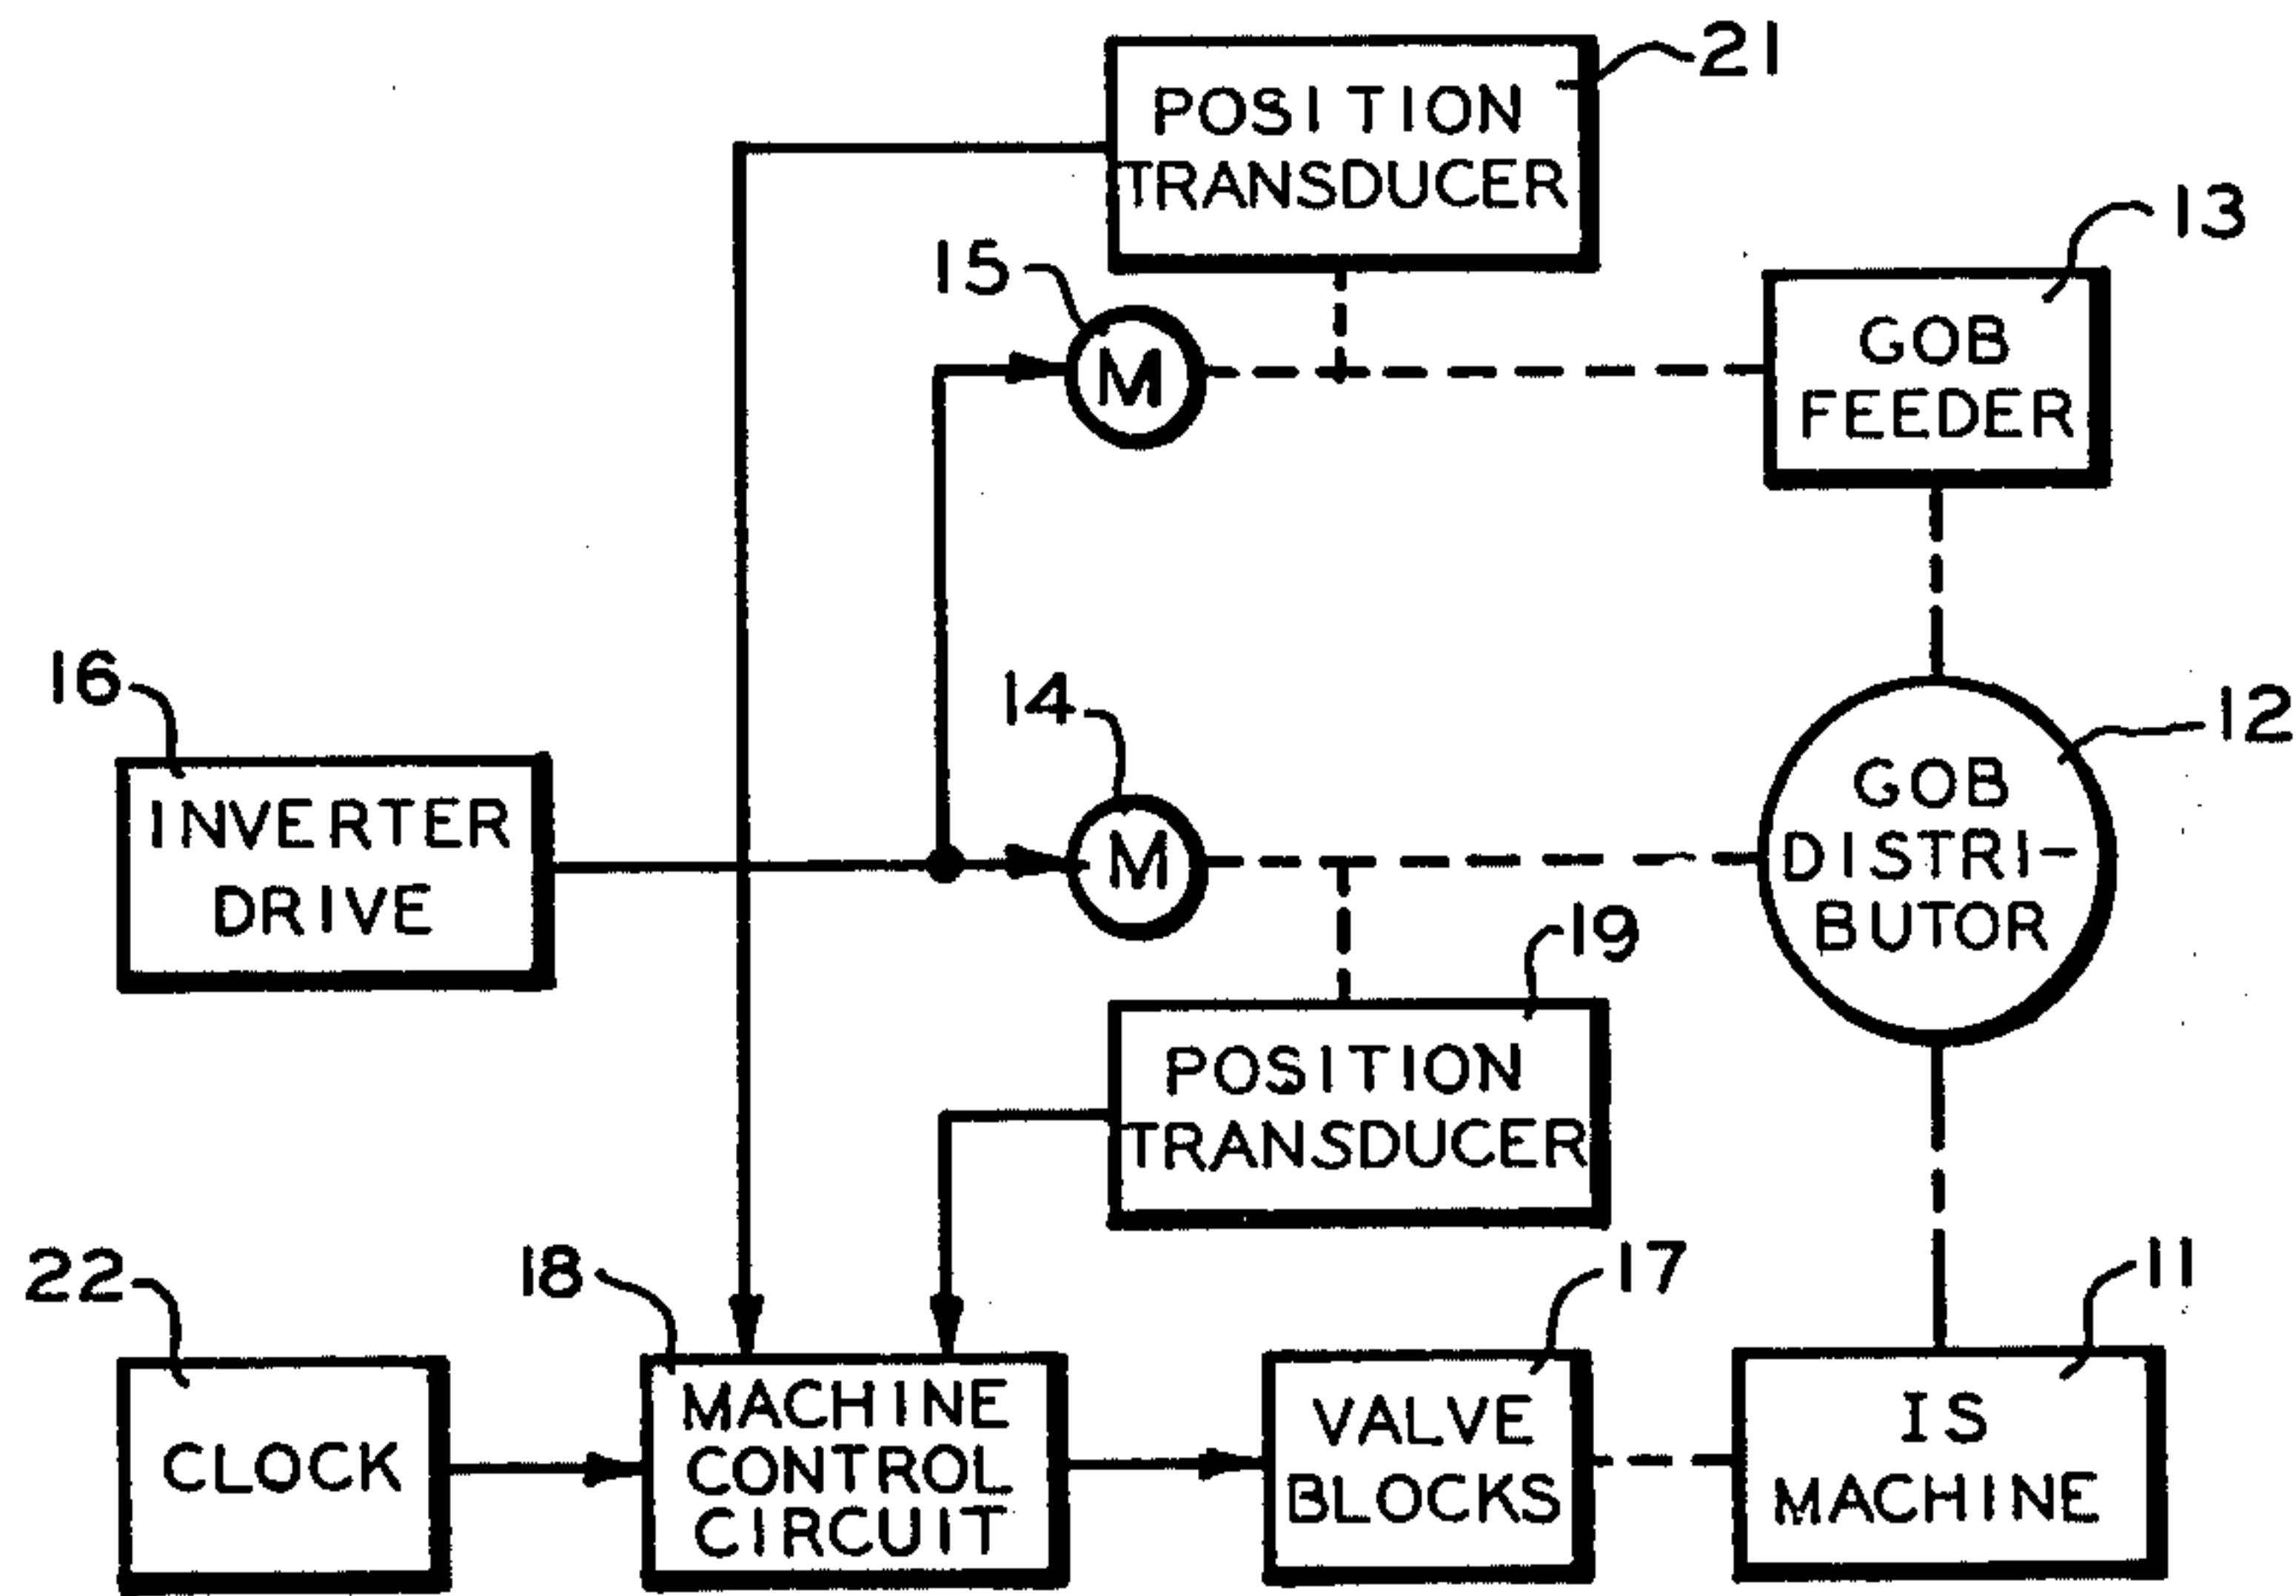 21
POSITION
TRANSDUCER
13
15
M
GOB
FEEDER
16
14
12
INVERTER
DRIVE
M
GOB
DISTRI-
BUTOR
19
POSITION
TRANSDUCER
22
18
17
11
CLOCK
MACHINE
CONTROL
CIRCUIT
VALVE
BLOCKS
IS
MACHINE